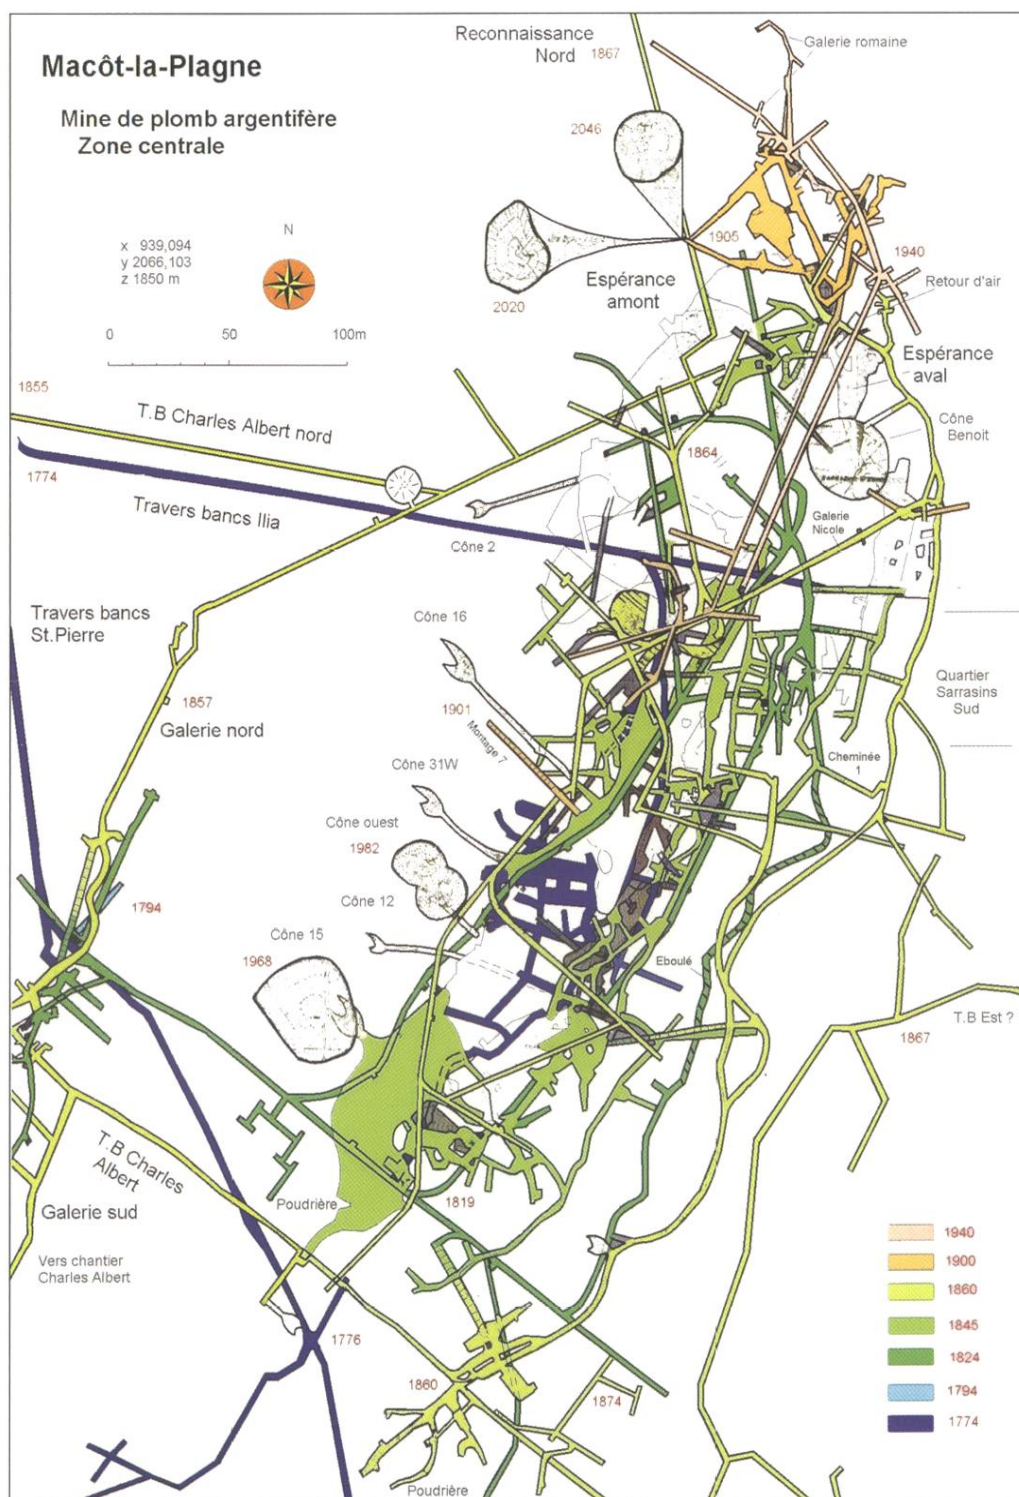 Macôt-la-Plagne
Mine de plomb argentifère
Zone centrale
x 939,094
y 2066,103
z 1850 m
N
0 50 100m
Reconnaissance
Nord 1867
Galerie romaine
2046
2020
1905
1940
Espérance
amont
Retour d'air
Espérance
aval
Cône
Benoit
1855
T.B Charles Albert nord
1774
Travers bancs Ilia
1864
Galerie
Nicole
Cône 2
Travers bancs
St.Pierre
Cône 16
1857
Galerie nord
1901
Montage 7
Quartier
Sarrasins
Sud
Cheminée
1
Cône 31W
Cône ouest
1982
Cône 12
1794
Cône 15
1968
Eboulé
T.B Est ?
1867
T.B Charles
Albert
Poudrière
1819
Galerie sud
Vers chantier
Charles Albert
1776
1860
1874
Poudrière
1940
1900
1860
1845
1824
1794
1774